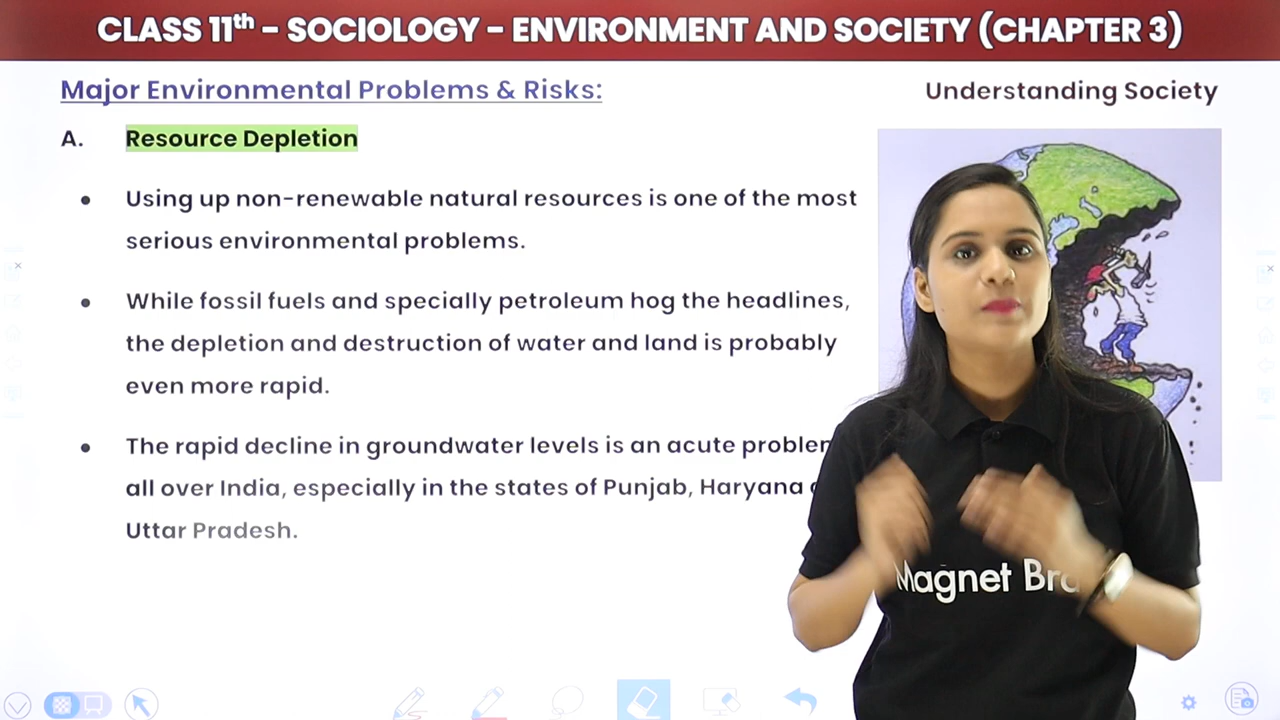 CLASS 11th – SOCIOLOGY – ENVIRONMENT AND SOCIETY (CHAPTER 3)
Major Environmental Problems & Risks:
Understanding Society
A. Resource Depletion
• Using up non-renewable natural resources is one of the most
serious environmental problems.
• While fossil fuels and specially petroleum hog the headlines,
the depletion and destruction of water and land is probably
even more rapid.
• The rapid decline in groundwater levels is an acute
all over India, especially in the states of Punjab, Haryana
Uttar Pradesh.
Magnet